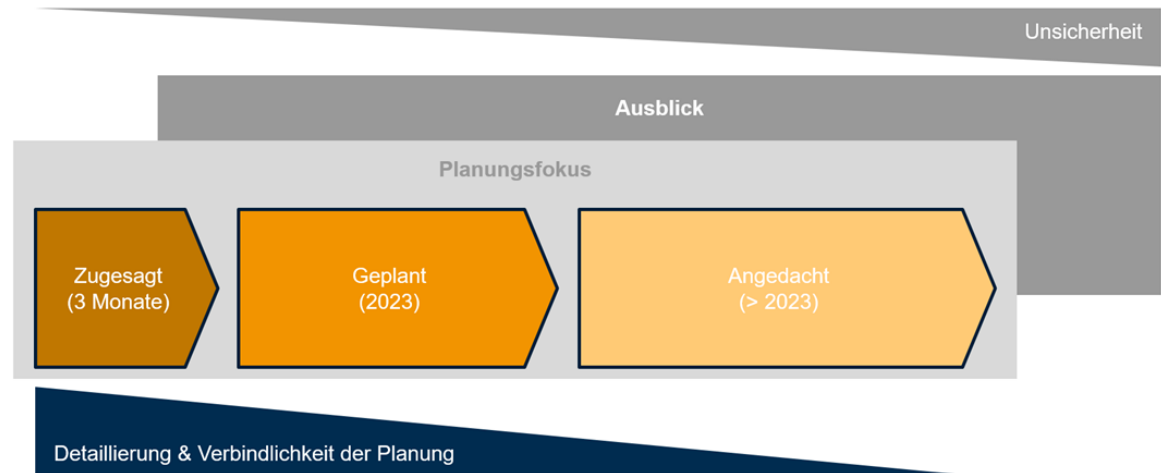 Unsicherheit
Ausblick
Planungsfokus
Zugesagt
(3 Monate)
Geplant
(2023)
Angedacht
(> 2023)
Detaillierung & Verbindlichkeit der Planung